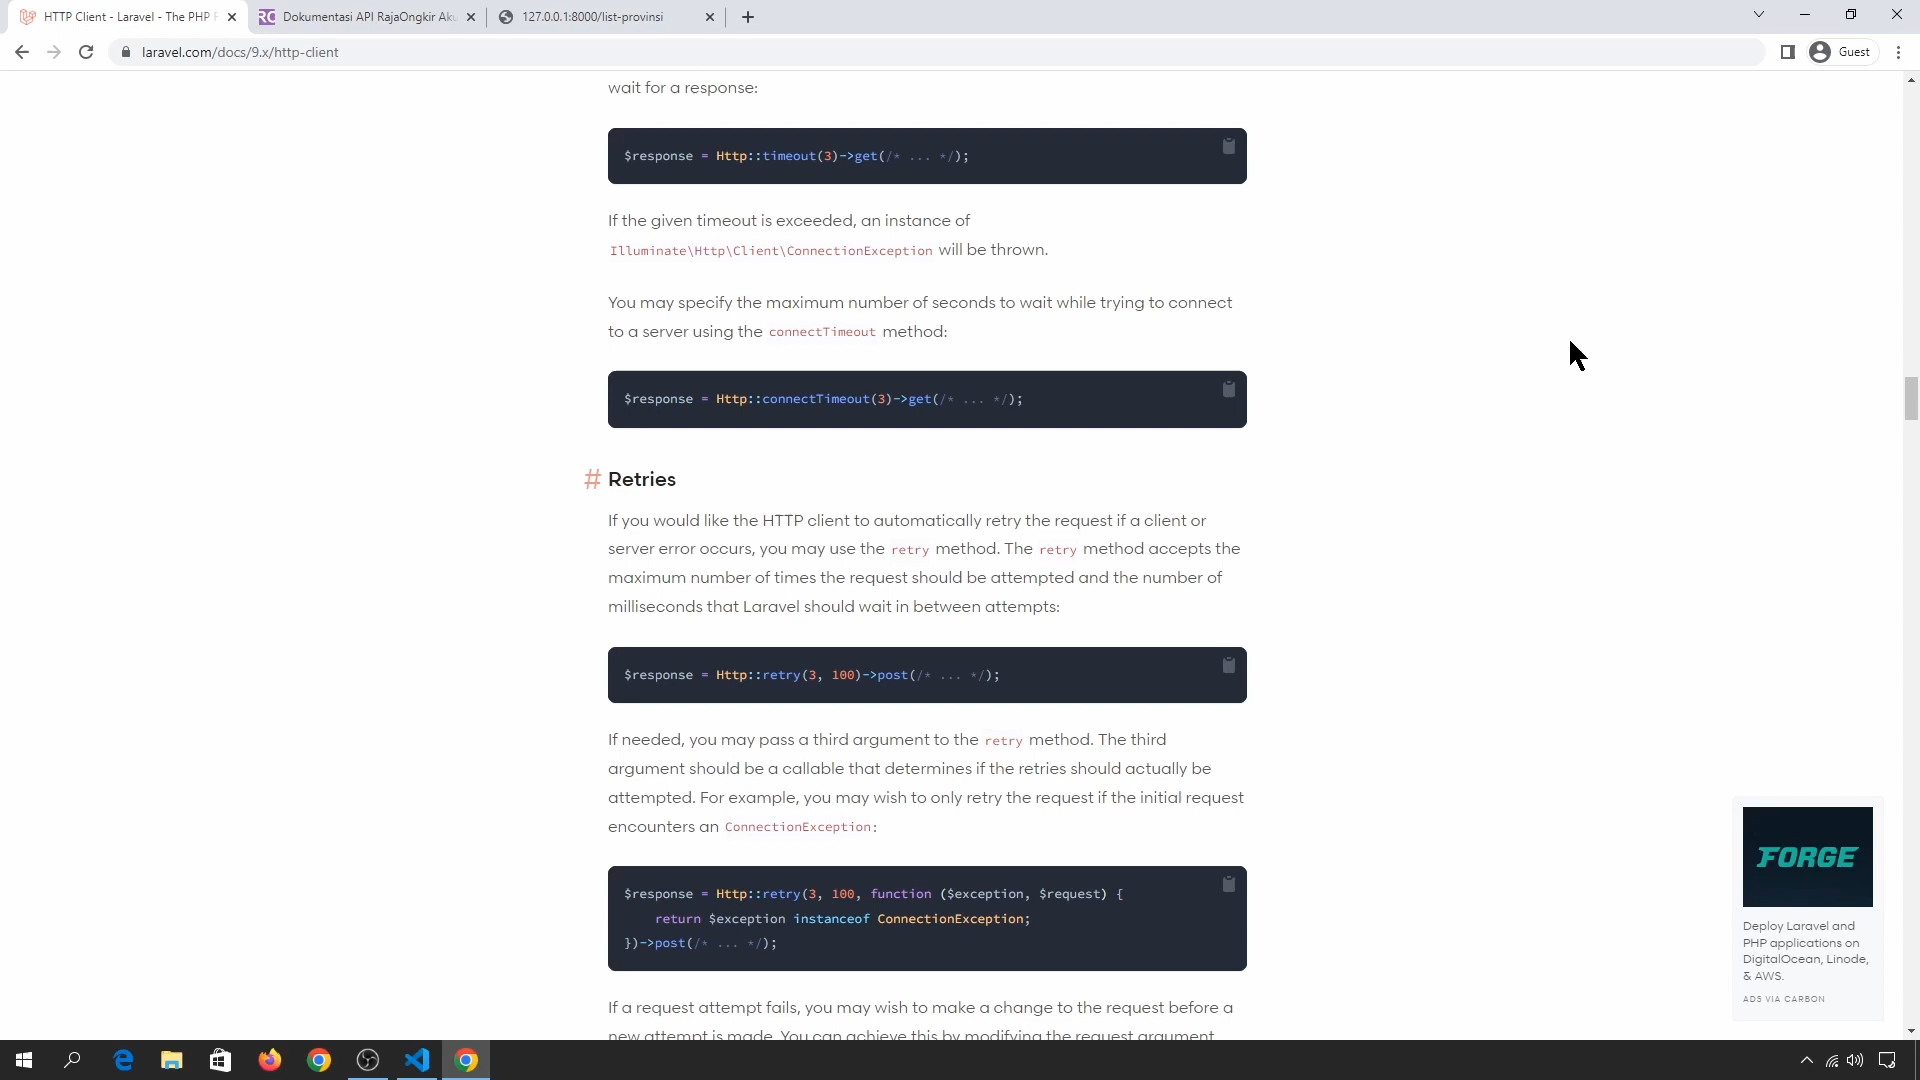 HTTP Client - Laravel - The PHP F
Dokumentasi API RajaOngkir Aku
127.0.0.1:8000/list-provinsi
laravel.com/docs/9.x/http-client
Guest
wait for a response:
$response = Http::timeout(3)->get(/* ... */);
If the given timeout is exceeded, an instance of
Illuminate\Http\Client\ConnectionException will be thrown.
You may specify the maximum number of seconds to wait while trying to connect
to a server using the connectTimeout method:
$response = Http::connectTimeout(3)->get(/* ... */);
# Retries
If you would like the HTTP client to automatically retry the request if a client or
server error occurs, you may use the retry method. The retry method accepts the
maximum number of times the request should be attempted and the number of
milliseconds that Laravel should wait in between attempts:
$response = Http::retry(3, 100)->post(/* ... */);
If needed, you may pass a third argument to the retry method. The third
argument should be a callable that determines if the retries should actually be
attempted. For example, you may wish to only retry the request if the initial request
encounters an ConnectionException:
$response = Http::retry(3, 100, function ($exception, $request) {
return $exception instanceof ConnectionException;
})->post(/* ... */);
If a request attempt fails, you may wish to make a change to the request before a
new attempt is made. You can achieve this by modifying the request argument
FORGE
Deploy Laravel and
PHP applications on
DigitalOcean, Linode,
& AWS.
ADS VIA CARBON